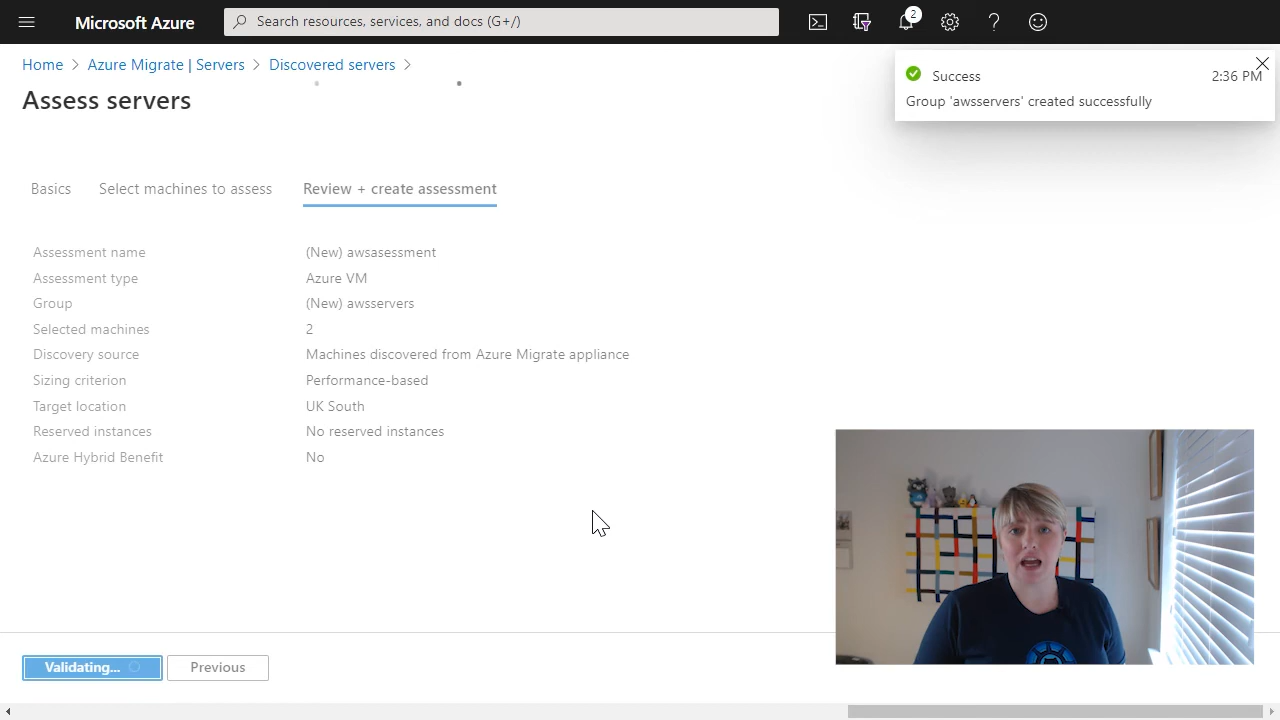 Microsoft Azure
Search resources, services, and docs (G+/)
2
Home > Azure Migrate | Servers > Discovered servers >
Assess servers
Success 2:36 PM
Group 'awsservers' created successfully
Basics Select machines to assess Review + create assessment
Assessment name (New) awsasessment
Assessment type Azure VM
Group (New) awsservers
Selected machines 2
Discovery source Machines discovered from Azure Migrate appliance
Sizing criterion Performance-based
Target location UK South
Reserved instances No reserved instances
Azure Hybrid Benefit No
Validating... Previous